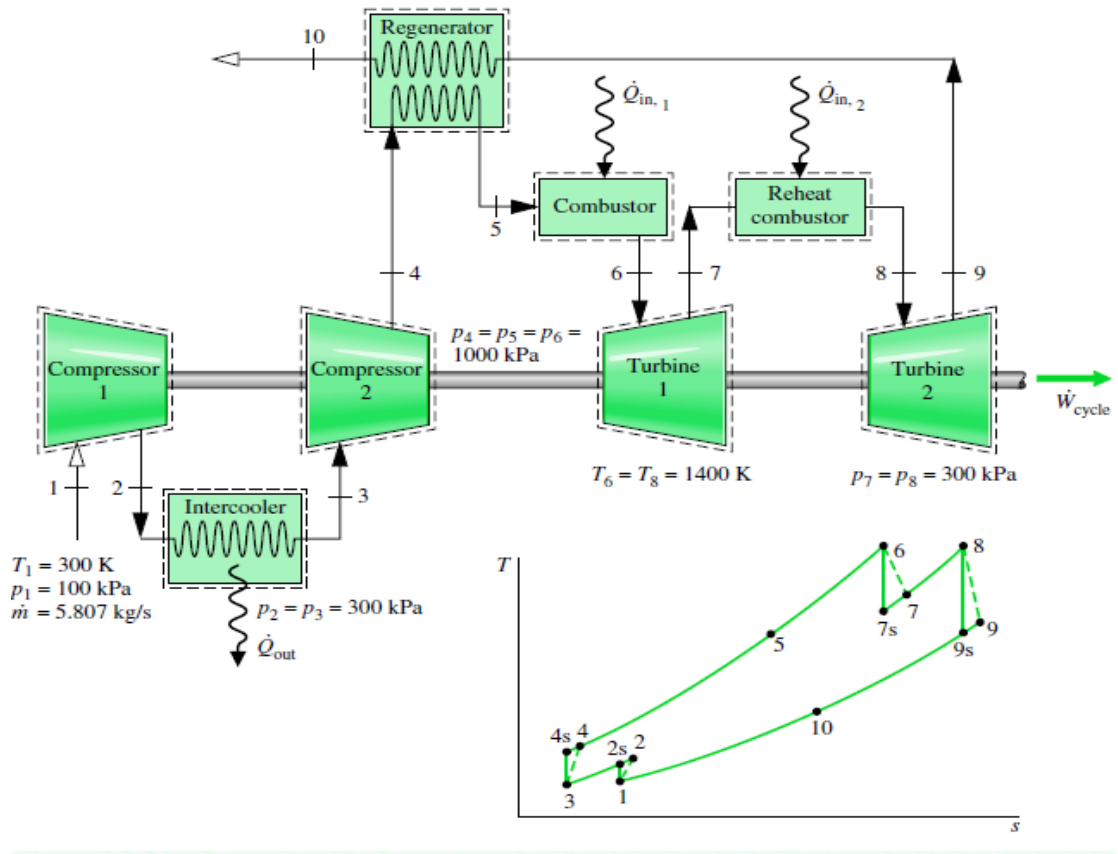 10
Regenerator
Q̇in, 1
Q̇in, 2
Combustor
Reheat
combustor
5
4
6
7
8
9
p4 = p5 = p6 =
1000 kPa
Compressor
1
Compressor
2
Turbine
1
Turbine
2
Ẇcycle
T6 = T8 = 1400 K
p7 = p8 = 300 kPa
1
2
3
Intercooler
T1 = 300 K
p1 = 100 kPa
ṁ = 5.807 kg/s
p2 = p3 = 300 kPa
Q̇out
T
6
8
7
7s
9
9s
5
10
4s
4
2s
2
3
1
s